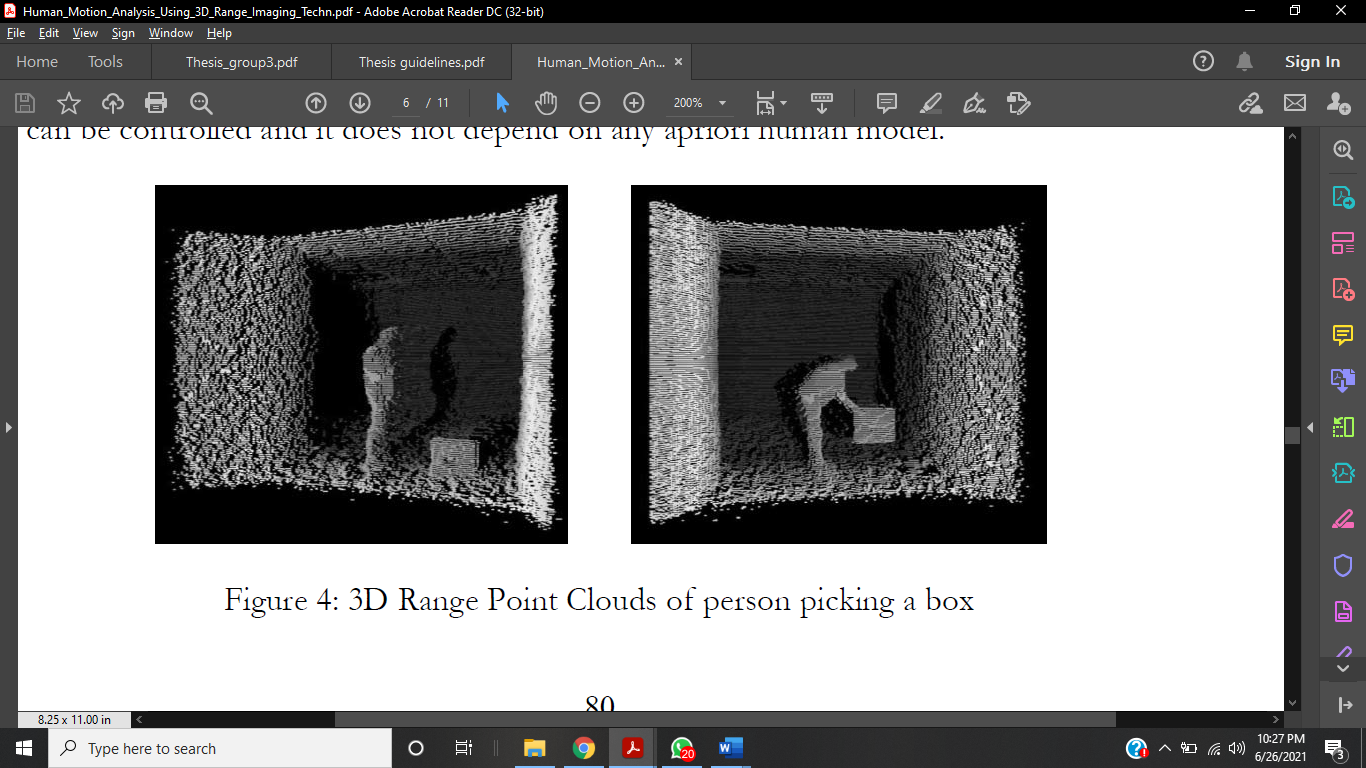 Human_Motion_Analysis_Using_3D_Range_Imaging_Techn.pdf - Adobe Acrobat Reader DC (32-bit)
File Edit View Sign Window Help
Home Tools Thesis_group3.pdf Thesis guidelines.pdf Human_Motion_An... Sign In
6 / 11 200%
can be controlled and it does not depend on any apriori human model.
Figure 4: 3D Range Point Clouds of person picking a box
80
8.25 x 11.00 in
Type here to search
20
10:27 PM
6/26/2021
3